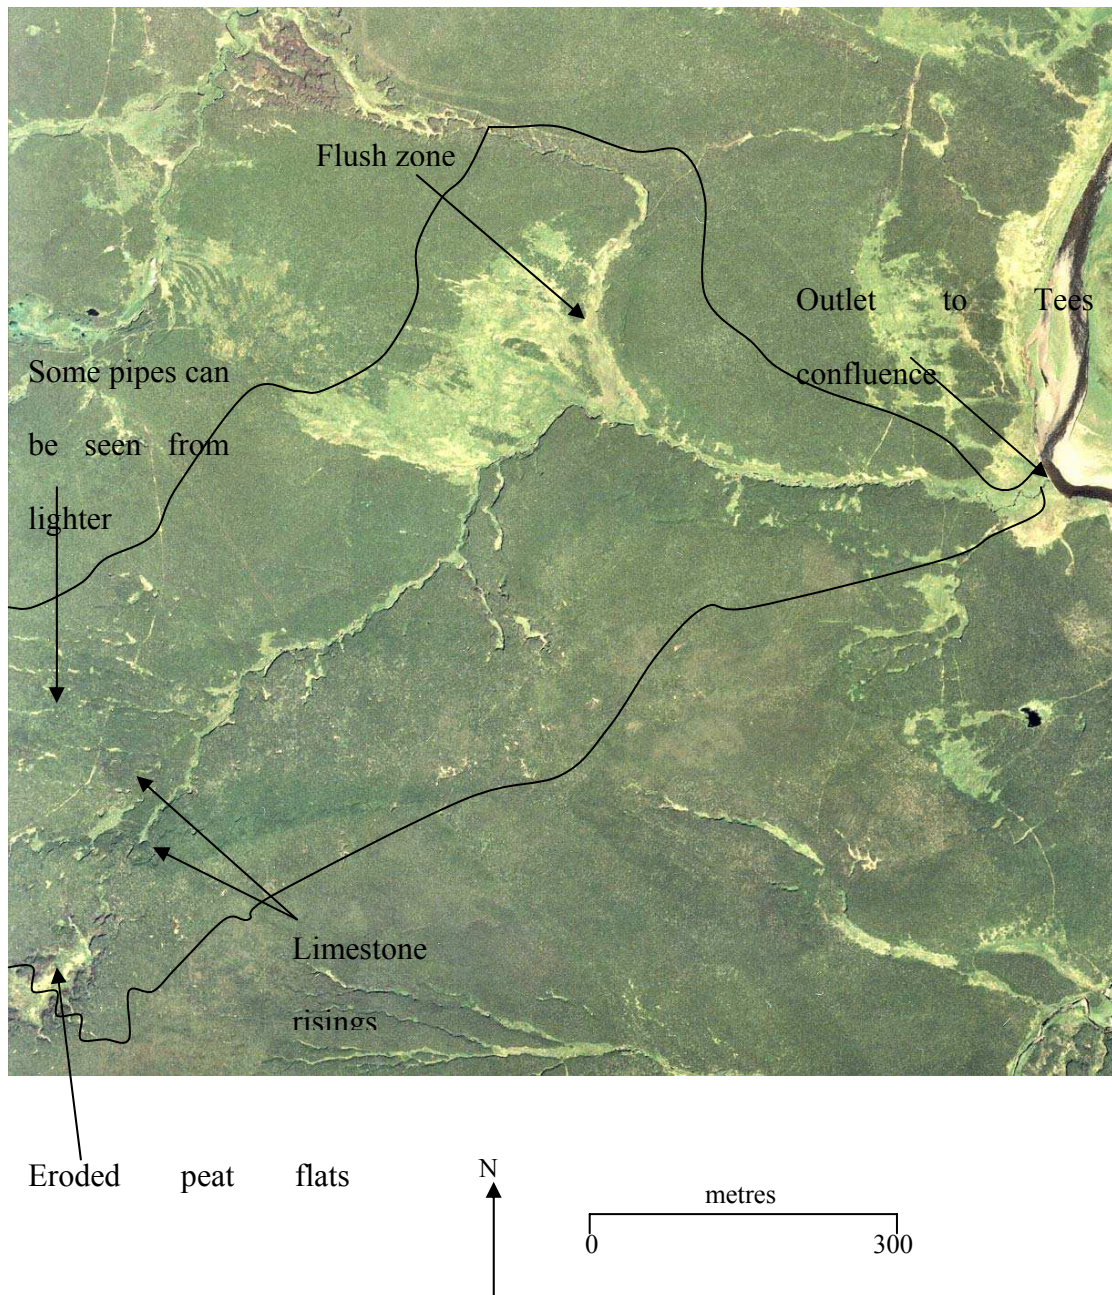 Flush zone
Outlet to Tees
confluence
Some pipes can
be seen from
lighter
Limestone
risings
Eroded peat flats
N
metres
0 300